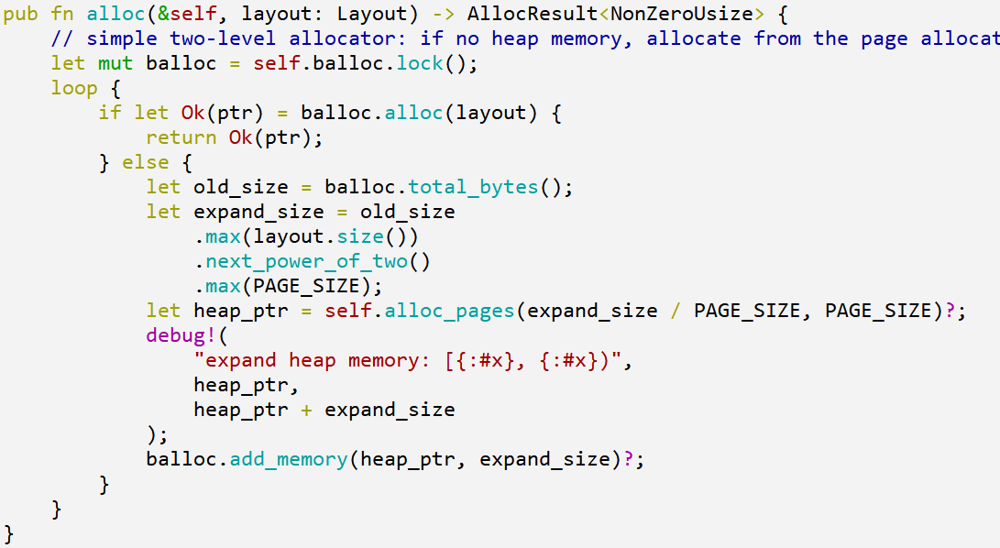 pub fn alloc(&self, layout: Layout) -> AllocResult<NonZeroUsize> {
    // simple two-level allocator: if no heap memory, allocate from the page allocat
    let mut balloc = self.balloc.lock();
    loop {
        if let Ok(ptr) = balloc.alloc(layout) {
            return Ok(ptr);
        } else {
            let old_size = balloc.total_bytes();
            let expand_size = old_size
                .max(layout.size())
                .next_power_of_two()
                .max(PAGE_SIZE);
            let heap_ptr = self.alloc_pages(expand_size / PAGE_SIZE, PAGE_SIZE)?;
            debug!(
                "expand heap memory: [{:#x}, {:#x})",
                heap_ptr,
                heap_ptr + expand_size
            );
            balloc.add_memory(heap_ptr, expand_size)?;
        }
    }
}